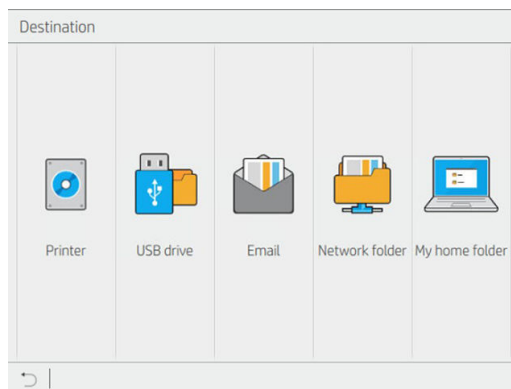 Destination
Printer
USB drive
Email
Network folder
My home folder